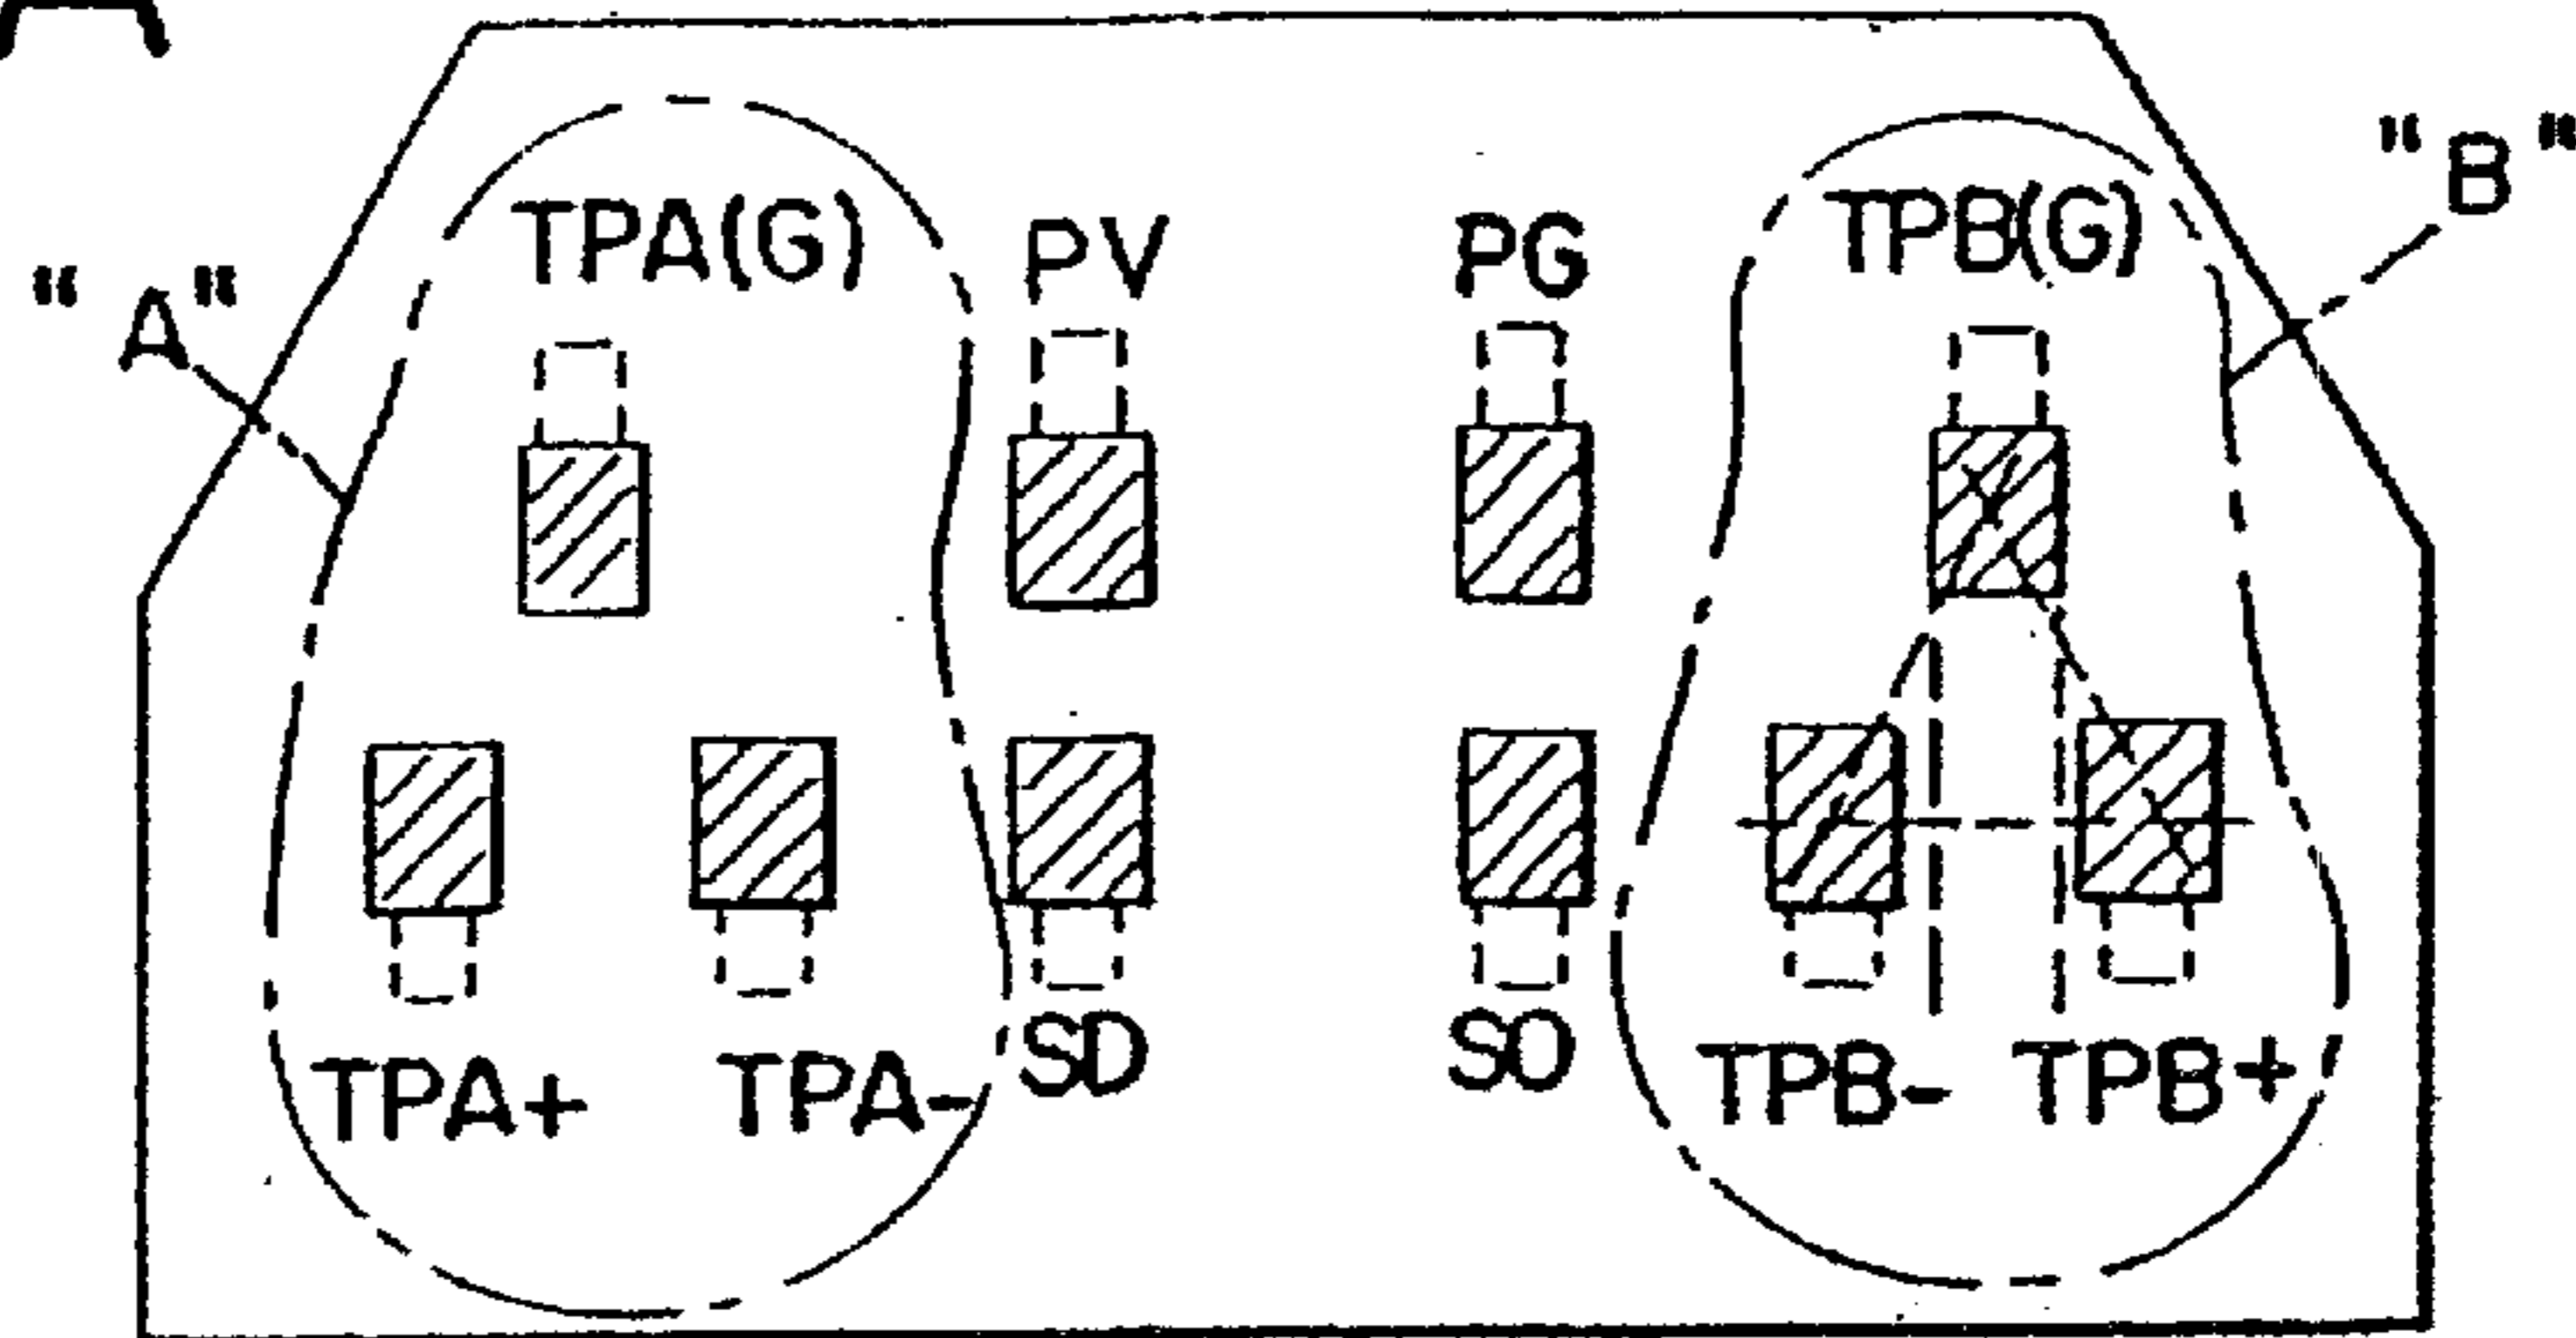 "A" "B"
TPA(G) PV PG TPB(G)
TPA+ TPA- SD SO TPB- TPB+